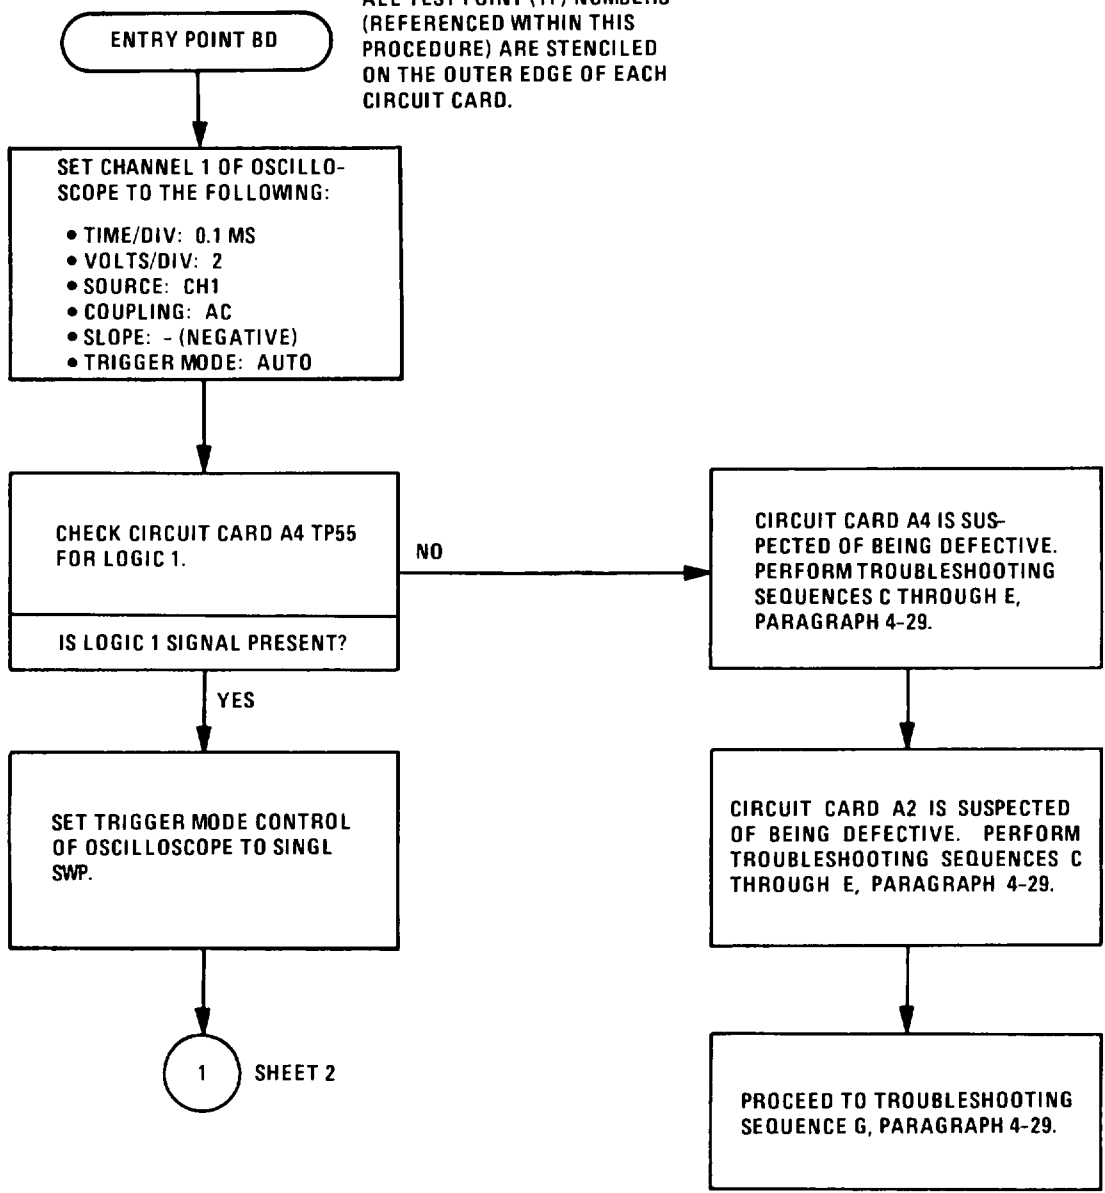 ALL TEST POINT (TP) NUMBERS
(REFERENCED WITHIN THIS
PROCEDURE) ARE STENCILED
ON THE OUTER EDGE OF EACH
CIRCUIT CARD.
ENTRY POINT BD
SET CHANNEL 1 OF OSCILLO-
SCOPE TO THE FOLLOWING:
• TIME/DIV: 0.1 MS
• VOLTS/DIV: 2
• SOURCE: CH1
• COUPLING: AC
• SLOPE: - (NEGATIVE)
• TRIGGER MODE: AUTO
CHECK CIRCUIT CARD A4 TP55
FOR LOGIC 1.
IS LOGIC 1 SIGNAL PRESENT?
NO
CIRCUIT CARD A4 IS SUS-
PECTED OF BEING DEFECTIVE.
PERFORM TROUBLESHOOTING
SEQUENCES C THROUGH E,
PARAGRAPH 4-29.
YES
SET TRIGGER MODE CONTROL
OF OSCILLOSCOPE TO SINGL
SWP.
CIRCUIT CARD A2 IS SUSPECTED
OF BEING DEFECTIVE. PERFORM
TROUBLESHOOTING SEQUENCES C
THROUGH E, PARAGRAPH 4-29.
1 SHEET 2
PROCEED TO TROUBLESHOOTING
SEQUENCE G, PARAGRAPH 4-29.